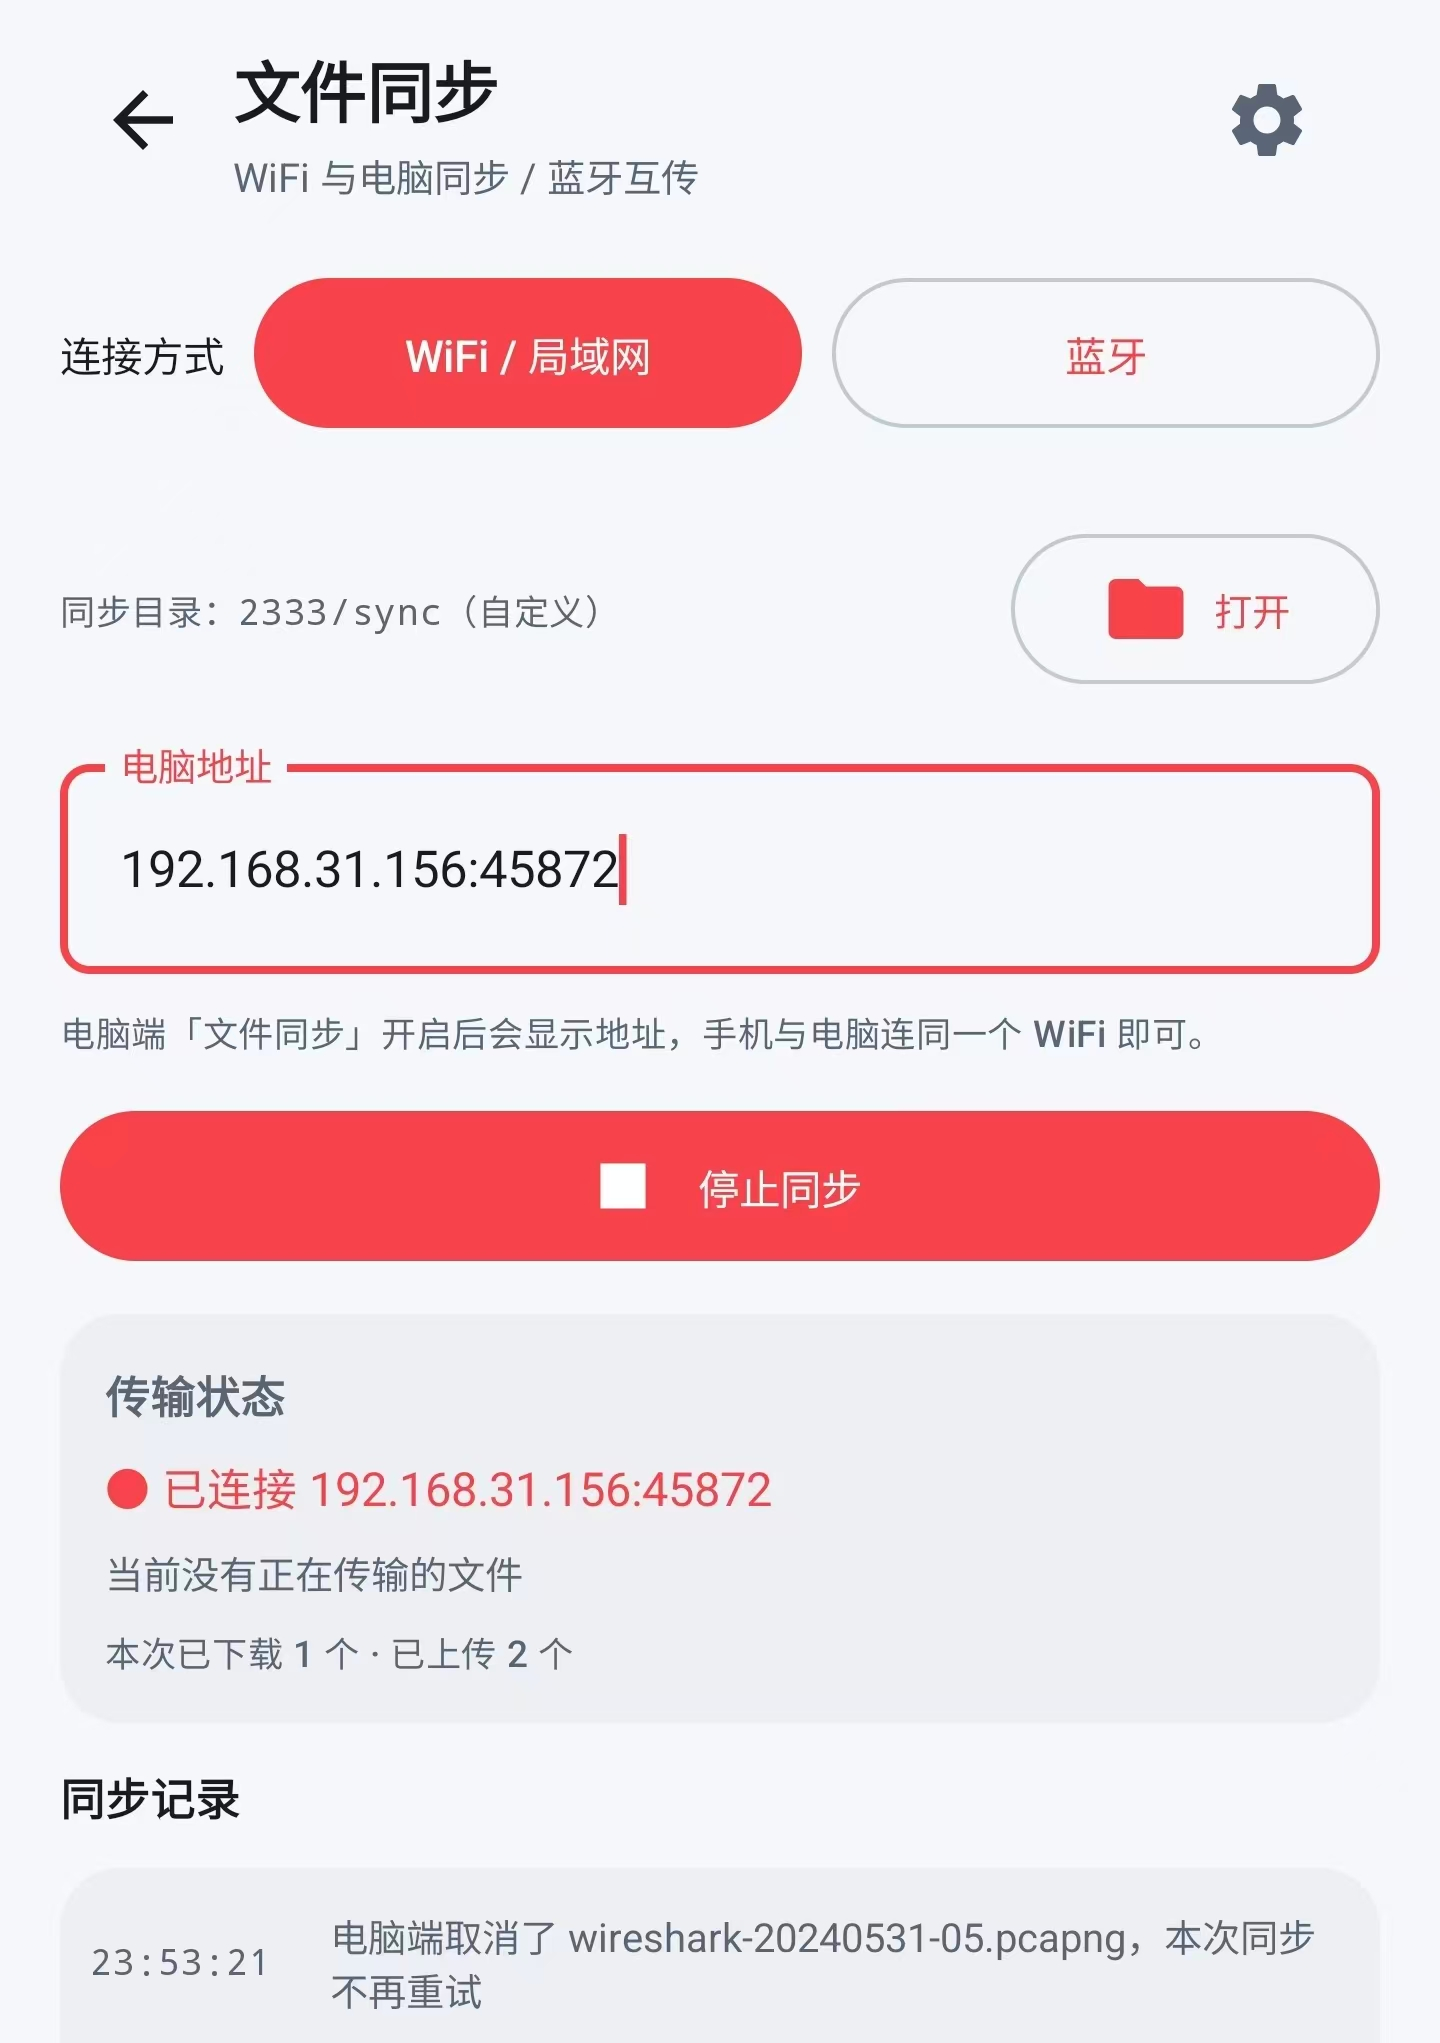 文件同步
WiFi 与电脑同步 / 蓝牙互传
连接方式
WiFi / 局域网
蓝牙
同步目录：2333/sync（自定义）
打开
电脑地址
192.168.31.156:45872
电脑端「文件同步」开启后会显示地址，手机与电脑连同一个 WiFi 即可。
停止同步
传输状态
已连接 192.168.31.156:45872
当前没有正在传输的文件
本次已下载 1 个 · 已上传 2 个
同步记录
23:53:21
电脑端取消了 wireshark-20240531-05.pcapng，本次同步
不再重试